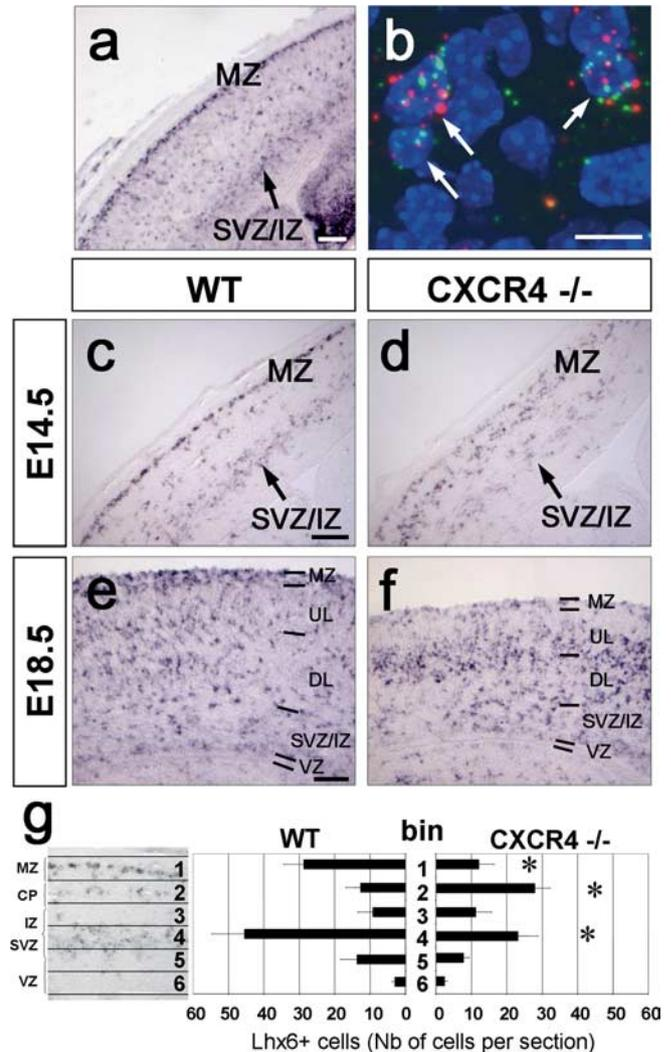 a
MZ
SVZ/IZ
b
WT
CXCR4 -/-
E14.5
c
MZ
SVZ/IZ
d
MZ
SVZ/IZ
E18.5
e
MZ
UL
DL
SVZ/IZ
VZ
f
MZ
UL
DL
SVZ/IZ
VZ
g
WT
bin
CXCR4 -/-
MZ
CP
IZ
SVZ
VZ
1
2
3
4
5
6
1 *
2 *
3
4 *
5
6
60 50 40 30 20 10 0 0 10 20 30 40 50 60
Lhx6+ cells (Nb of cells per section)